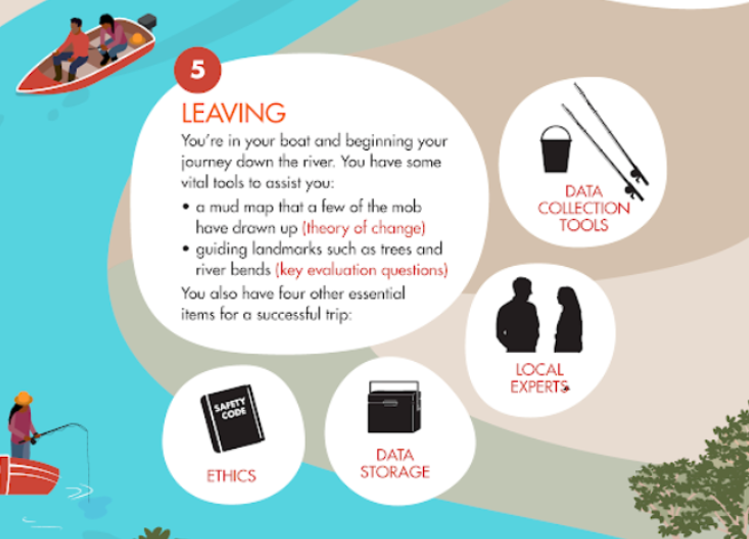 5
LEAVING
You're in your boat and beginning your
journey down the river. You have some
vital tools to assist you:
• a mud map that a few of the mob
have drawn up (theory of change)
• guiding landmarks such as trees and
river bends (key evaluation questions)
You also have four other essential
items for a successful trip:
DATA
COLLECTION
TOOLS
LOCAL
EXPERTS
SAFETY
CODE
ETHICS
DATA
STORAGE